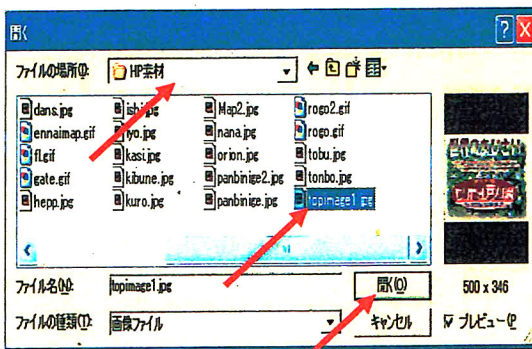 開く
ファイルの場所(I): HP素材
dans.jpg ishi.jpg Map2.jpg rogo2.gif
ennaimap.gif iyo.jpg nana.jpg rogo.gif
fl.gif kasi.jpg orion.jpg tobu.jpg
gate.gif kibune.jpg panbinige2.jpg tonbo.jpg
hepp.jpg kuro.jpg panbinige.jpg topimage1.jpg
ファイル名(N): topimage1.jpg 開く(O) 500 x 346
ファイルの種類(T): 画像ファイル キャンセル プレビュー(P